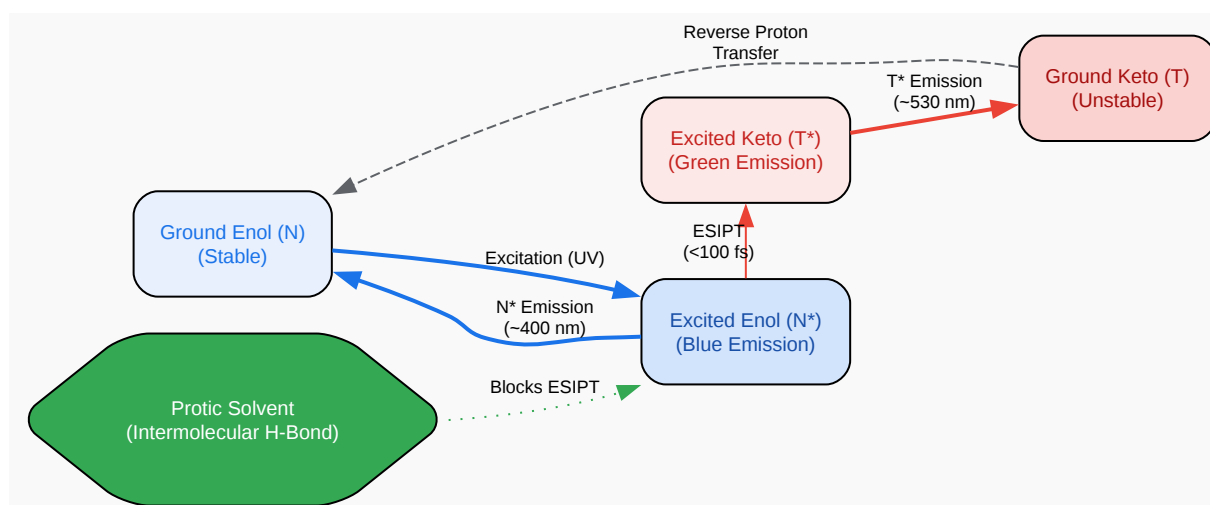 Reverse Proton
Transfer
Ground Keto (T)
(Unstable)
T* Emission
(~530 nm)
Excited Keto (T*)
(Green Emission)
Ground Enol (N)
(Stable)
ESIPT
(<100 fs)
Excitation (UV)
N* Emission
(~400 nm)
Excited Enol (N*)
(Blue Emission)
Blocks ESIPT
Protic Solvent
(Intermolecular H-Bond)